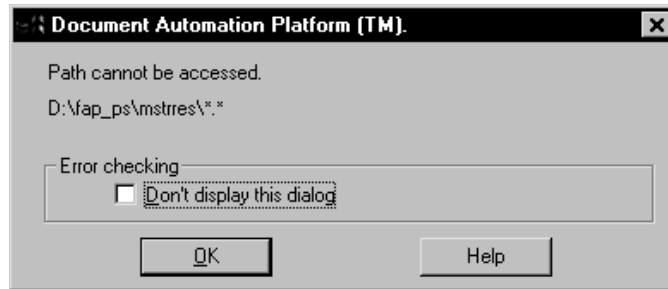 Document Automation Platform (TM).
Path cannot be accessed.
D:\fap_ps\mstrres\*.*
Error checking
Don't display this dialog
OK
Help